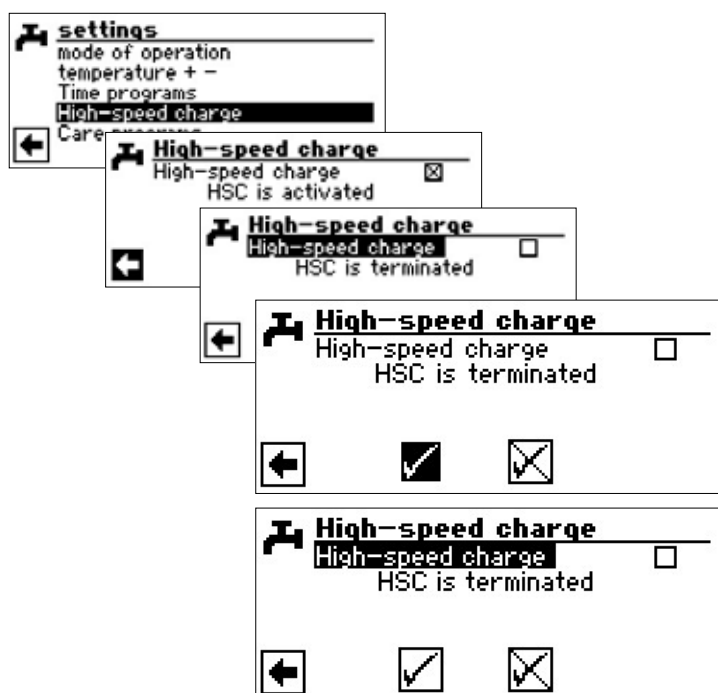 settings
mode of operation
temperature + -
Time programs
High-speed charge
Care programs
High-speed charge
High-speed charge
HSC is activated
High-speed charge
High-speed charge
HSC is terminated
High-speed charge
High-speed charge
HSC is terminated
High-speed charge
High-speed charge
HSC is terminated